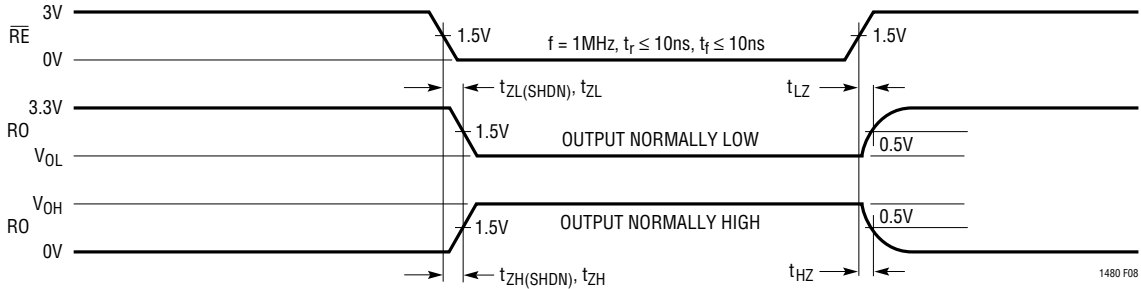 3V
RE
0V
1.5V
f = 1MHz, tr ≤ 10ns, tf ≤ 10ns
1.5V
tZL(SHDN), tZL
tLZ
3.3V
RO
VOL
1.5V
OUTPUT NORMALLY LOW
0.5V
VOH
RO
0V
1.5V
OUTPUT NORMALLY HIGH
0.5V
tZH(SHDN), tZH
tHZ
1480 F08